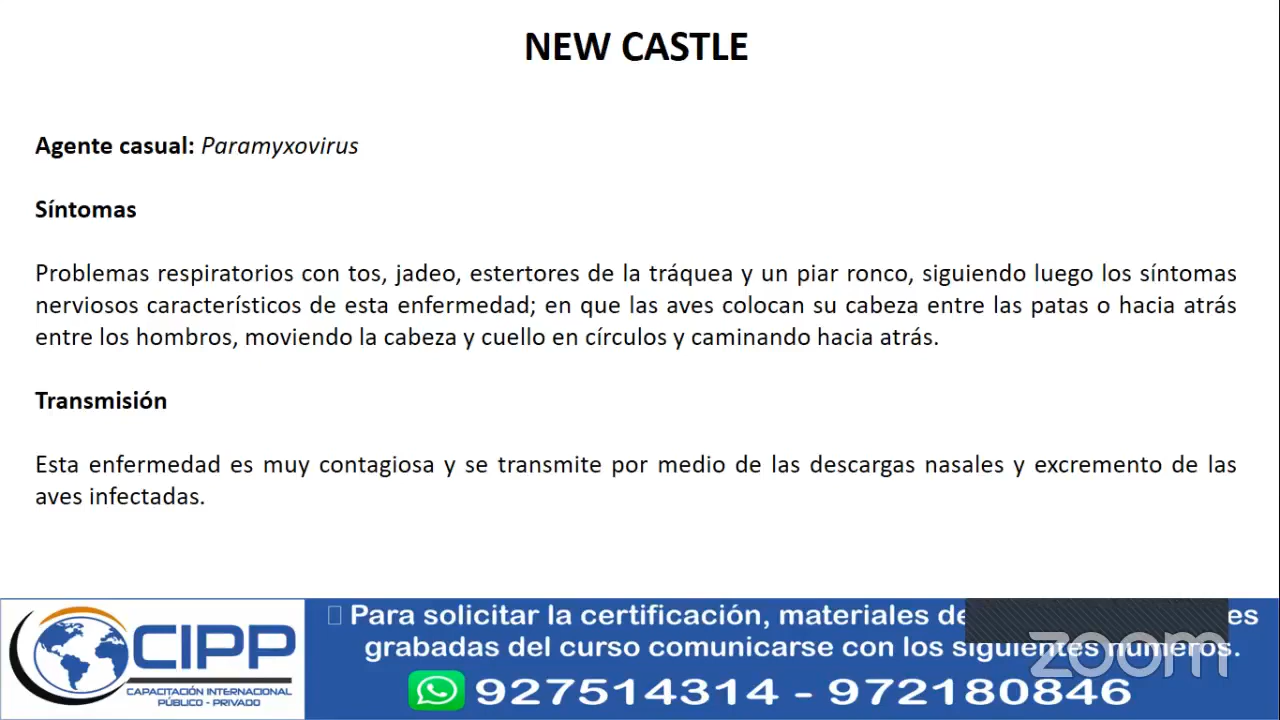 NEW CASTLE
Agente casual: Paramyxovirus
Síntomas
Problemas respiratorios con tos, jadeo, estertores de la tráquea y un piar ronco, siguiendo luego los síntomas
nerviosos característicos de esta enfermedad; en que las aves colocan su cabeza entre las patas o hacia atrás
entre los hombros, moviendo la cabeza y cuello en círculos y caminando hacia atrás.
Transmisión
Esta enfermedad es muy contagiosa y se transmite por medio de las descargas nasales y excremento de las
aves infectadas.
CIPP
CAPACITACIÓN INTERNACIONAL
PÚBLICO - PRIVADO
Para solicitar la certificación, materiales
grabadas del curso comunicarse con los siguientes números.
927514314 - 972180846
zoom